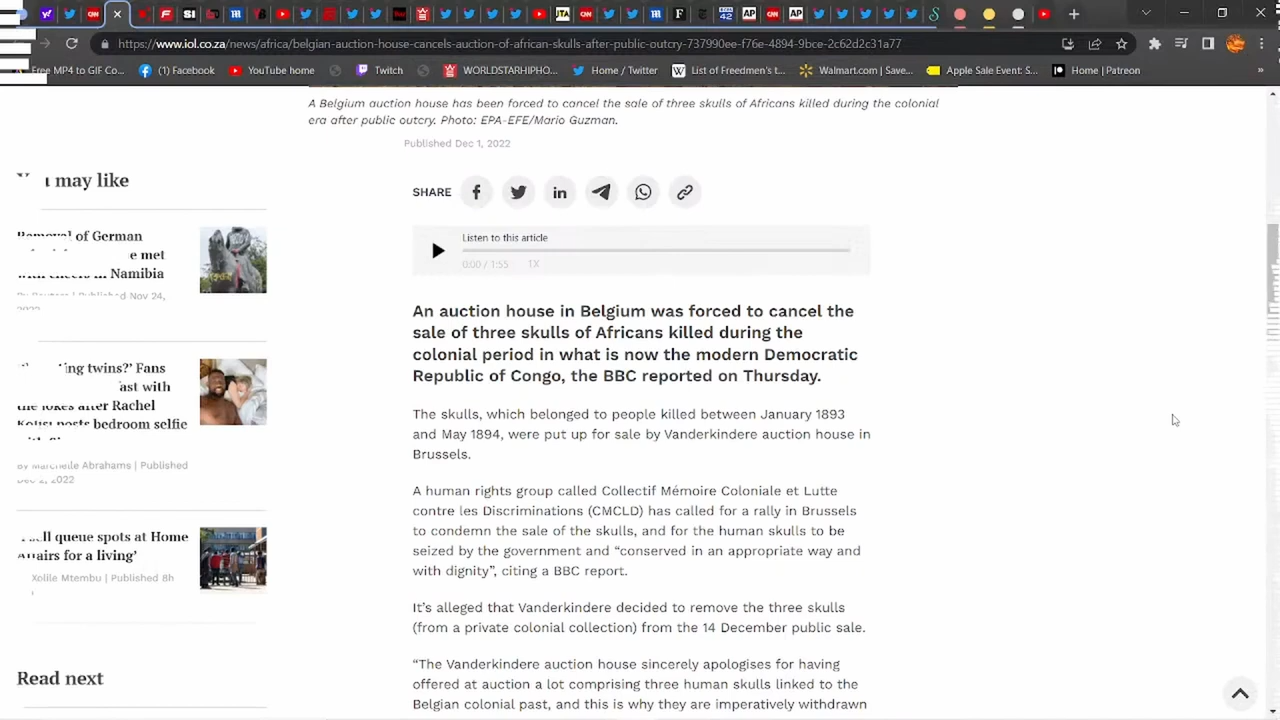 https://www.iol.co.za/news/africa/belgian-auction-house-cancels-auction-of-african-skulls-after-public-outcry-737990ee-f76e-4894-9bce-2c62d2c31a77
Free MP4 to GIF Co... (1) Facebook YouTube home Twitch WORLDSTARHIPHO... Home / Twitter List of Friedman's t... Walmart.com | Save... Apple Sale Event: S... Home | Patreon »
A Belgium auction house has been forced to cancel the sale of three skulls of Africans killed during the colonial
era after public outcry. Photo: EPA-EFE/Mario Guzman.
Published Dec 1, 2022
may like
SHARE
Removal of German
e met
with cheers in Namibia
Published Nov 24,
2022
Listen to this article
0:00 / 1:55 1X
An auction house in Belgium was forced to cancel the
sale of three skulls of Africans killed during the
colonial period in what is now the modern Democratic
Republic of Congo, the BBC reported on Thursday.
twins?' Fans
ast with
the jokes after Rachel
Kolisi posts bedroom selfie
By Marchelle Abrahams | Published
Dec 2, 2022
The skulls, which belonged to people killed between January 1893
and May 1894, were put up for sale by Vanderkindere auction house in
Brussels.
A human rights group called Collectif Mémoire Coloniale et Lutte
contre les Discriminations (CMCLD) has called for a rally in Brussels
to condemn the sale of the skulls and for the human skulls to be
seized by the government and “conserved in an appropriate way and
with dignity”, citing a BBC report.
sell queue spots at Home
Affairs for a living’
Xolile Mtembu | Published 8h
It’s alleged that Vanderkindere decided to remove the three skulls
(from a private colonial collection) from the 14 December public sale.
Read next
“The Vanderkindere auction house sincerely apologises for having
offered at auction a lot comprising three human skulls linked to the
Belgian colonial past, and this is why they are imperatively withdrawn